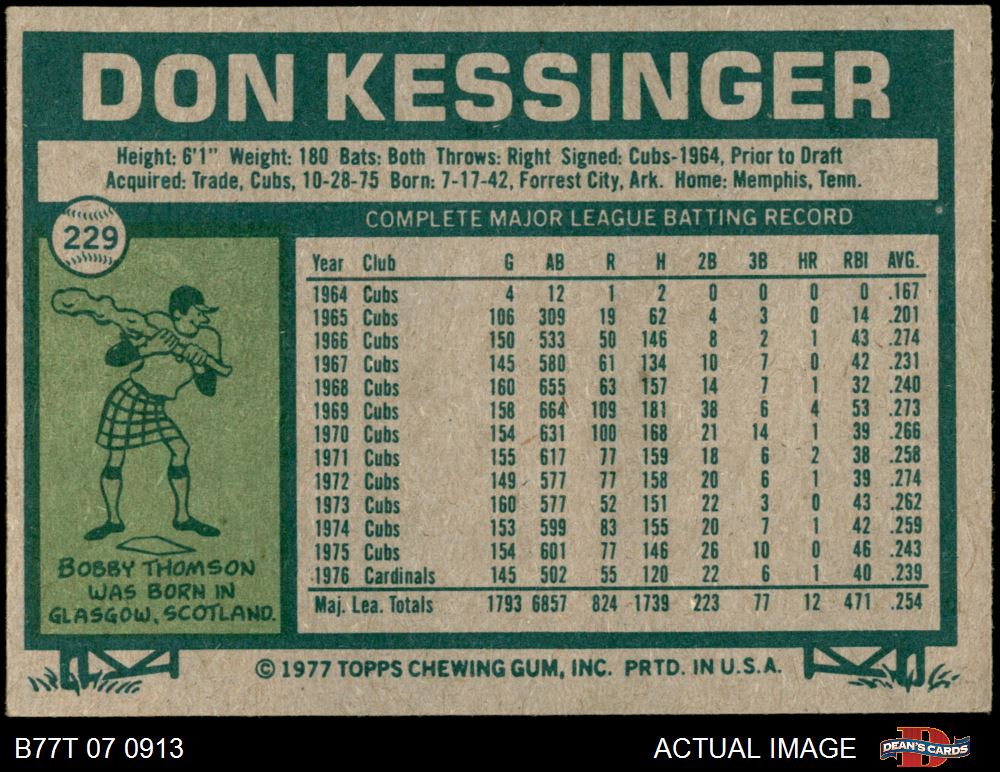 DON KESSINGER
Height: 6'1" Weight: 180 Bats: Both Throws: Right Signed: Cubs-1964, Prior to Draft
Acquired: Trade, Cubs, 10-28-75 Born: 7-17-42, Forrest City, Ark. Home: Memphis, Tenn.
229
COMPLETE MAJOR LEAGUE BATTING RECORD
Year Club G AB R H 2B 3B HR RBI AVG.
1964 Cubs 4 12 1 2 0 0 0 0 .167
1965 Cubs 106 309 19 62 4 3 0 14 .201
1966 Cubs 150 533 50 146 8 2 1 43 .274
1967 Cubs 145 580 61 134 10 7 0 42 .231
1968 Cubs 160 655 63 157 14 7 1 32 .240
1969 Cubs 158 664 109 181 38 6 4 53 .273
1970 Cubs 154 631 100 168 21 14 1 39 .266
1971 Cubs 155 617 77 159 18 6 2 38 .258
1972 Cubs 149 577 77 158 20 6 1 39 .274
1973 Cubs 160 577 52 151 22 3 0 43 .262
1974 Cubs 153 599 83 155 20 7 1 42 .259
1975 Cubs 154 601 77 146 26 10 0 46 .243
1976 Cardinals 145 502 55 120 22 6 1 40 .239
Maj. Lea. Totals 1793 6857 824 1739 223 77 12 471 .254
BOBBY THOMSON
WAS BORN IN
GLASGOW, SCOTLAND.
© 1977 TOPPS CHEWING GUM, INC. PRTD. IN U.S.A.
B77T 07 0913
ACTUAL IMAGE
DEAN'S CARDS